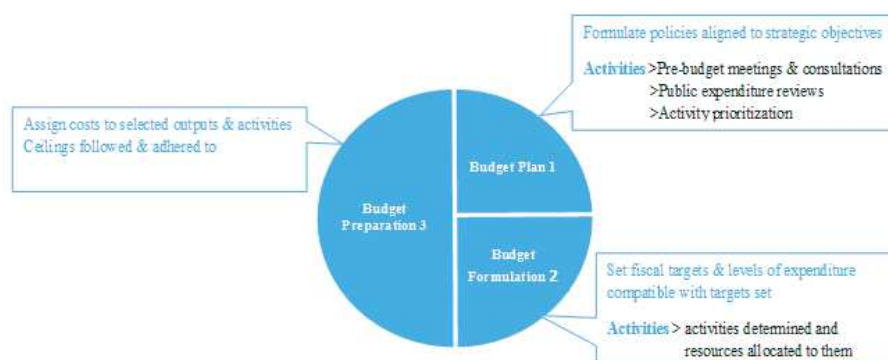 Formulate policies aligned to strategic objectives
Activities >Pre-budget meetings & consultations
>Public expenditure reviews
>Activity prioritization
Assign costs to selected outputs & activities
Ceilings followed & adhered to
Budget Plan 1
Budget
Preparation 3
Budget
Formulation 2
Set fiscal targets & levels of expenditure
compatible with targets set
Activities > activities determined and
resources allocated to them